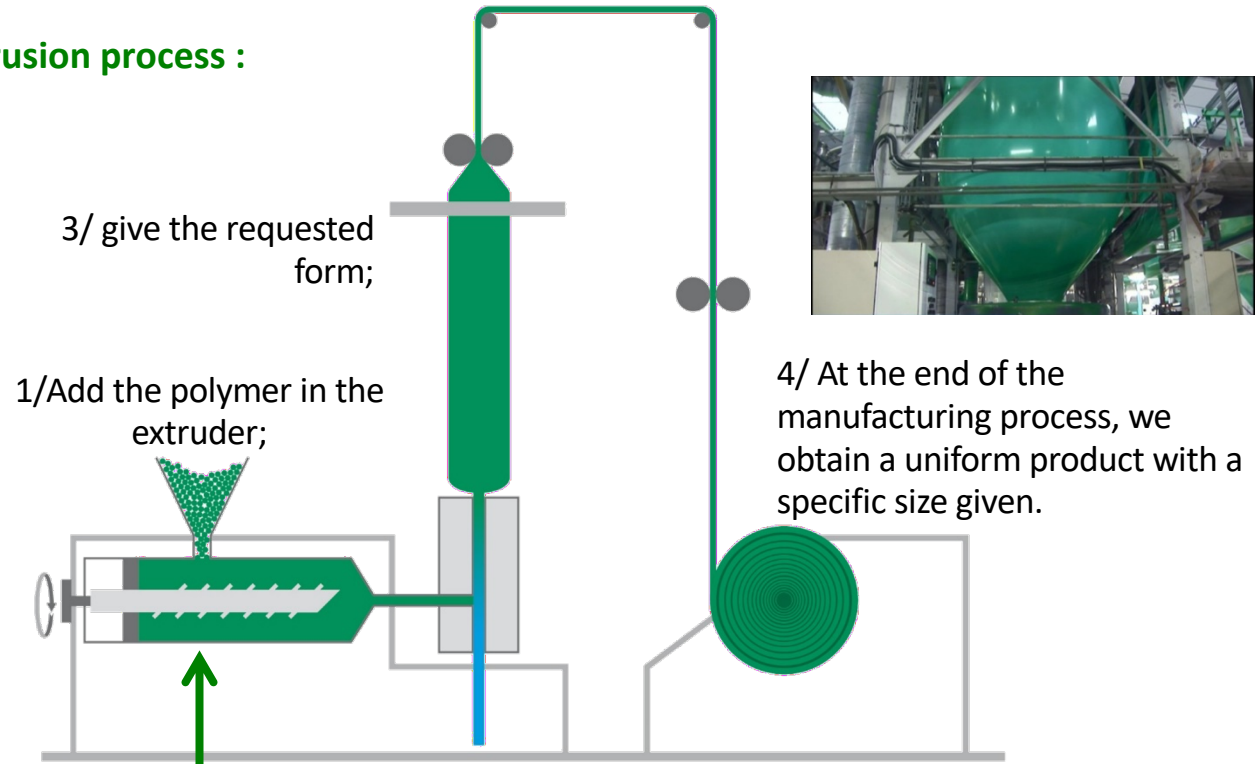 rusion process :
3/ give the requested
form;
1/Add the polymer in the
extruder;
4/ At the end of the
manufacturing process, we
obtain a uniform product with a
specific size given.